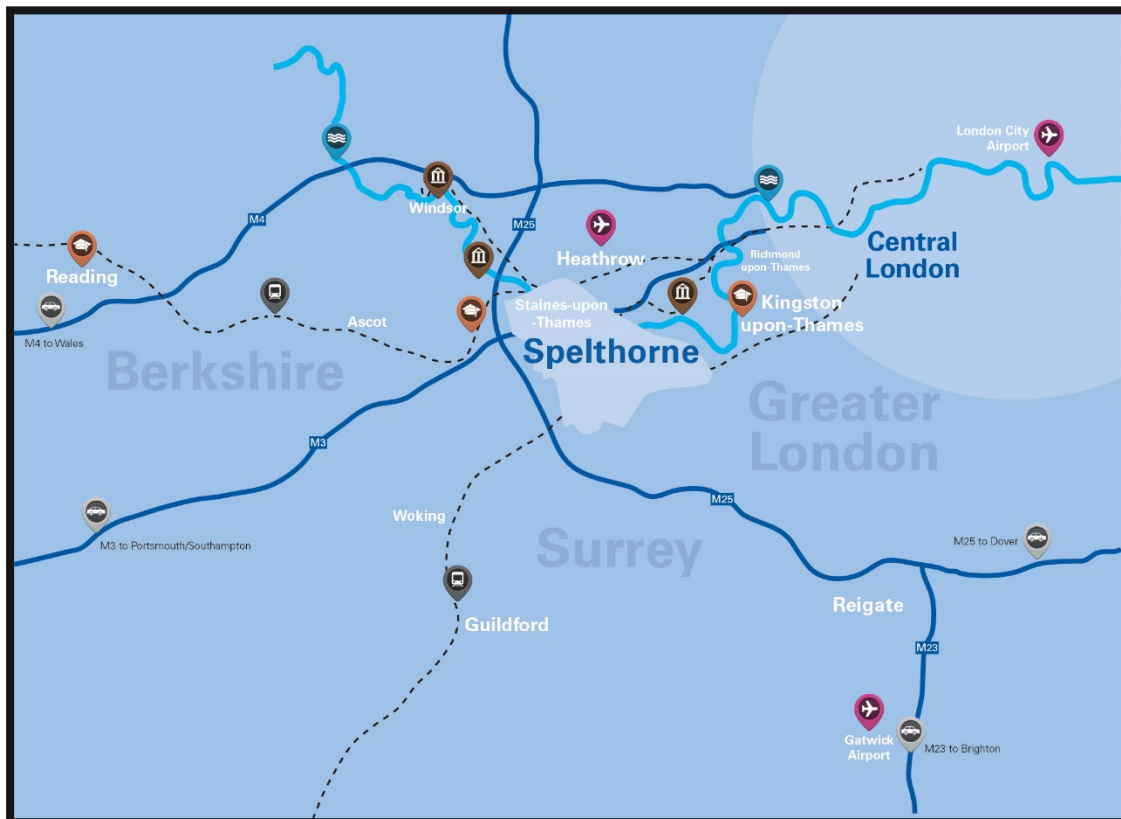 London City
Airport
Windsor
M4
M25
Heathrow
Central
London
Richmond
upon-Thames
Reading
Staines-upon
-Thames
Kingston
upon-Thames
Ascot
M4 to Wales
Spelthorne
Berkshire
Greater
London
M3
M25
Woking
M3 to Portsmouth/Southampton
Surrey
M25 to Dover
Reigate
Guildford
M23
Gatwick
Airport
M23 to Brighton